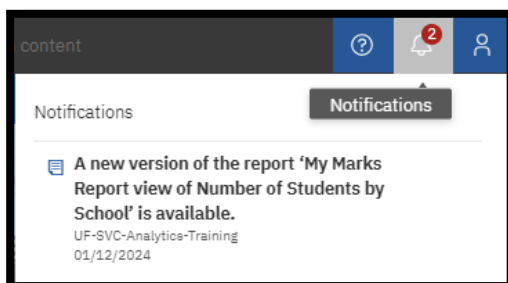 content
2
Notifications
Notifications
A new version of the report ‘My Marks
Report view of Number of Students by
School’ is available.
UF-SVC-Analytics-Training
01/12/2024